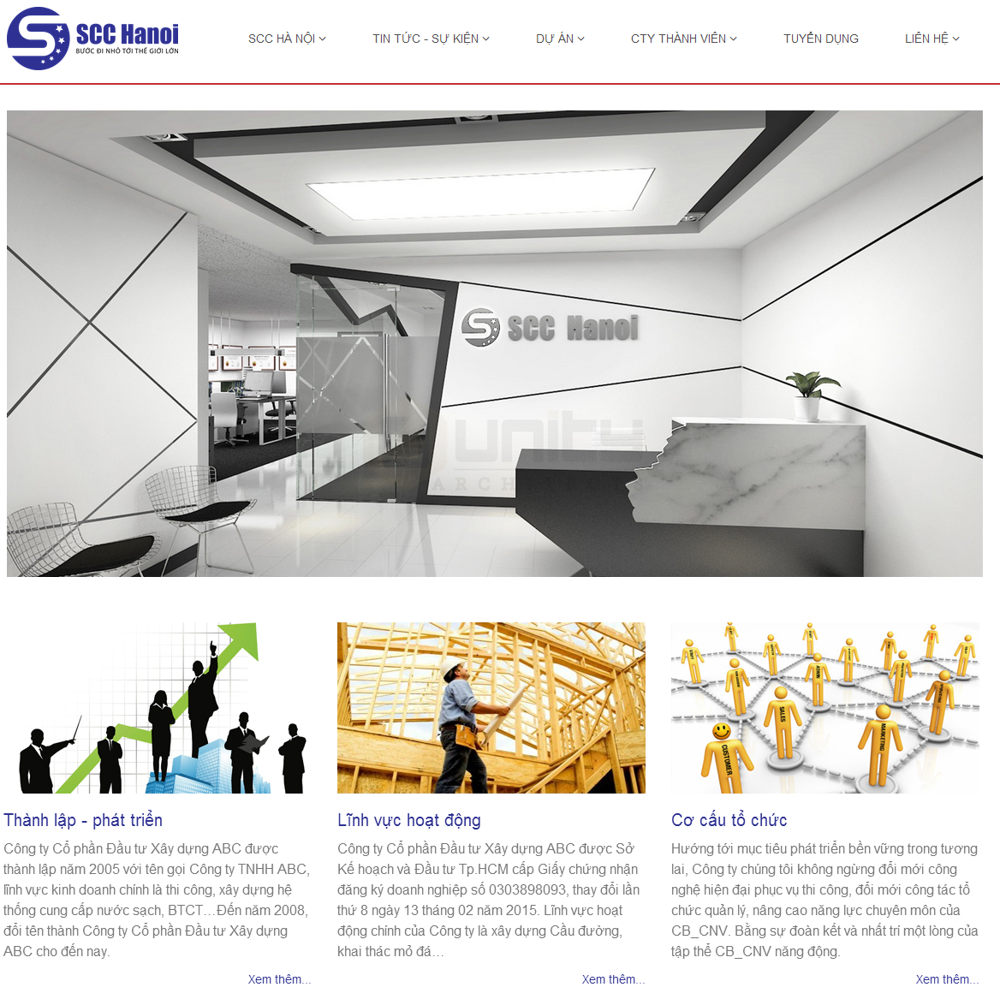 SCC Hanoi
BƯỚC ĐI NHỎ TỚI THẾ GIỚI LỚN
SCC HÀ NỘI
TIN TỨC - SỰ KIỆN
DỰ ÁN
CTY THÀNH VIÊN
TUYỂN DỤNG
LIÊN HỆ
SCC Hanoi
unity
ARCH
SALES
ADMIN
MARKETING
CUSTOMER
Thành lập - phát triển
Công ty Cổ phần Đầu tư Xây dựng ABC được
thành lập năm 2005 với tên gọi Công ty TNHH ABC,
lĩnh vực kinh doanh chính là thi công, xây dựng hệ
thống cung cấp nước sạch, BTCT…Đến năm 2008,
đổi tên thành Công ty Cổ phần Đầu tư Xây dựng
ABC cho đến nay.
Xem thêm...
Lĩnh vực hoạt động
Công ty Cổ phần Đầu tư Xây dựng ABC được Sở
Kế hoạch và Đầu tư Tp.HCM cấp Giấy chứng nhận
đăng ký doanh nghiệp số 0303898093, thay đổi lần
thứ 8 ngày 13 tháng 02 năm 2015. Lĩnh vực hoạt
động chính của Công ty là xây dựng Cầu đường,
khai thác mỏ đá…
Xem thêm...
Cơ cấu tổ chức
Hướng tới mục tiêu phát triển bền vững trong tương
lai, Công ty chúng tôi không ngừng đổi mới công
nghệ hiện đại phục vụ thi công, đổi mới công tác tổ
chức quản lý, nâng cao năng lực chuyên môn của
CB_CNV. Bằng sự đoàn kết và nhất trí một lòng của
tập thể CB_CNV năng động.
Xem thêm...